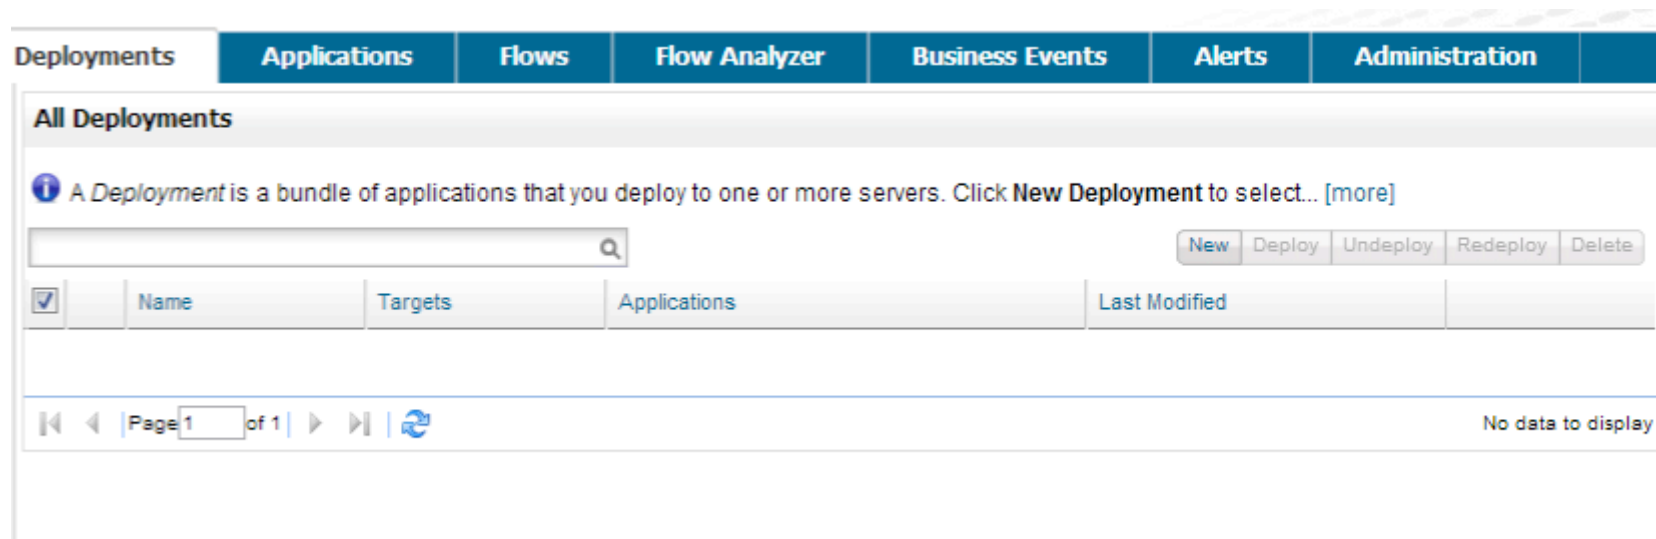 Deployments Applications Flows Flow Analyzer Business Events Alerts Administration
All Deployments
A Deployment is a bundle of applications that you deploy to one or more servers. Click New Deployment to select... [more]
New Deploy Undeploy Redeploy Delete
Name Targets Applications Last Modified
Page 1 of 1 No data to display